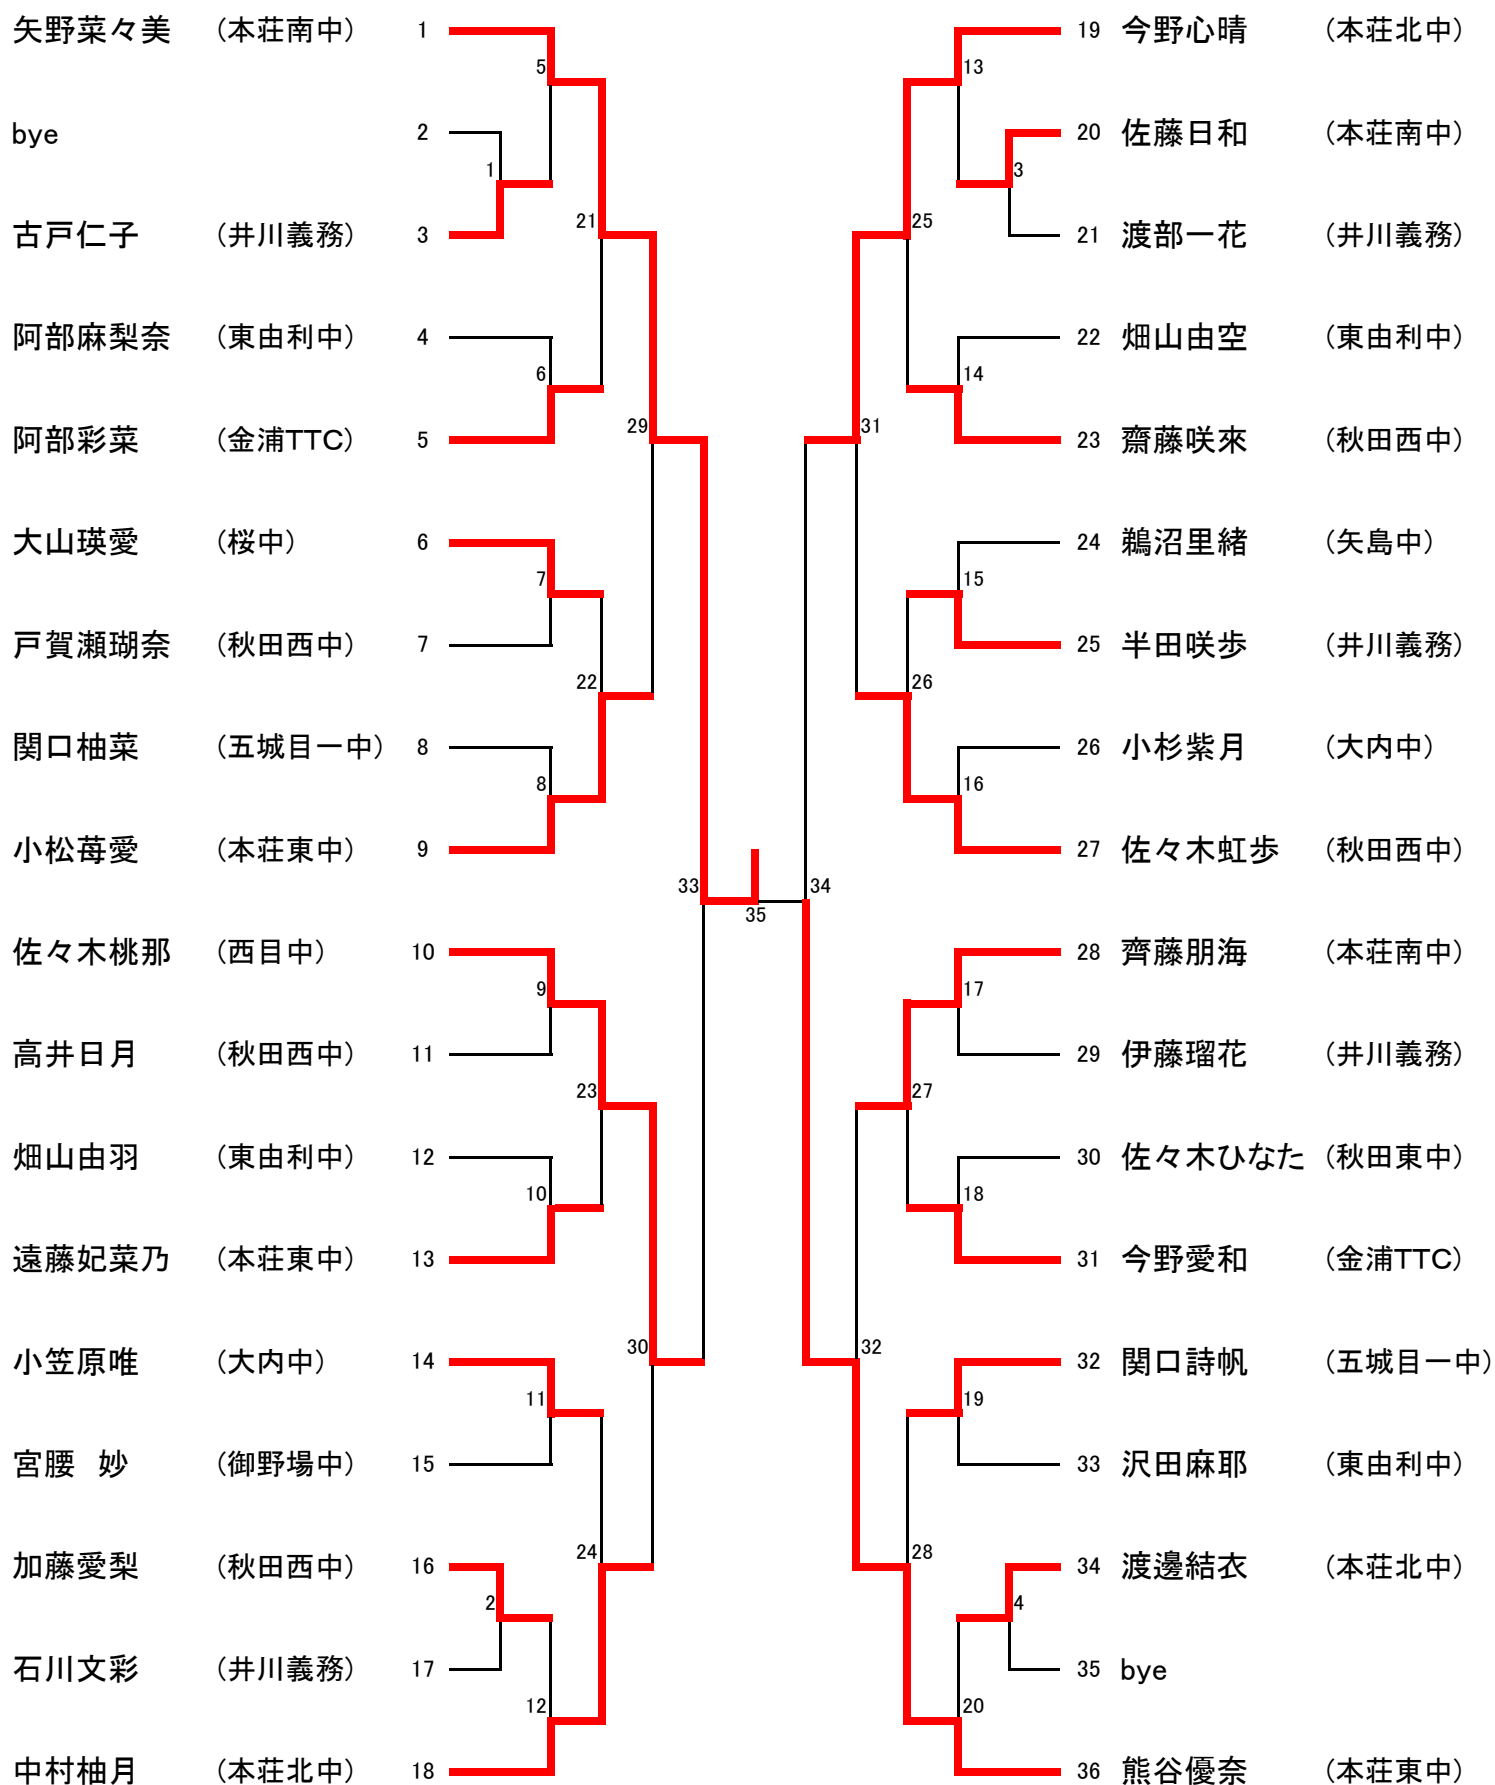 矢野菜々美 (本荘南中) 1
bye 2
古戸仁子 (井川義務) 3
阿部麻梨奈 (東由利中) 4
阿部彩菜 (金浦TTC) 5
大山瑛愛 (桜中) 6
戸賀瀬瑚奈 (秋田西中) 7
関口柚菜 (五城目一中) 8
小松苺愛 (本荘東中) 9
佐々木桃那 (西目中) 10
高井日月 (秋田西中) 11
畑山由羽 (東由利中) 12
遠藤妃菜乃 (本荘東中) 13
小笠原唯 (大内中) 14
宮腰 妙 (御野場中) 15
加藤愛梨 (秋田西中) 16
石川文彩 (井川義務) 17
中村柚月 (本荘北中) 18
5
1
21
6
29
7
22
8
33
9
23
10
30
11
24
2
12
35
34
13
3
25
14
31
15
26
16
17
27
18
32
19
28
4
20
19 今野心晴 (本荘北中)
20 佐藤日和 (本荘南中)
21 渡部一花 (井川義務)
22 畑山由空 (東由利中)
23 齋藤咲來 (秋田西中)
24 鵜沼里緒 (矢島中)
25 半田咲歩 (井川義務)
26 小杉紫月 (大内中)
27 佐々木虹歩 (秋田西中)
28 齊藤朋海 (本荘南中)
29 伊藤瑠花 (井川義務)
30 佐々木ひなた (秋田東中)
31 今野愛和 (金浦TTC)
32 関口詩帆 (五城目一中)
33 沢田麻耶 (東由利中)
34 渡邊結衣 (本荘北中)
35 bye
36 熊谷優奈 (本荘東中)